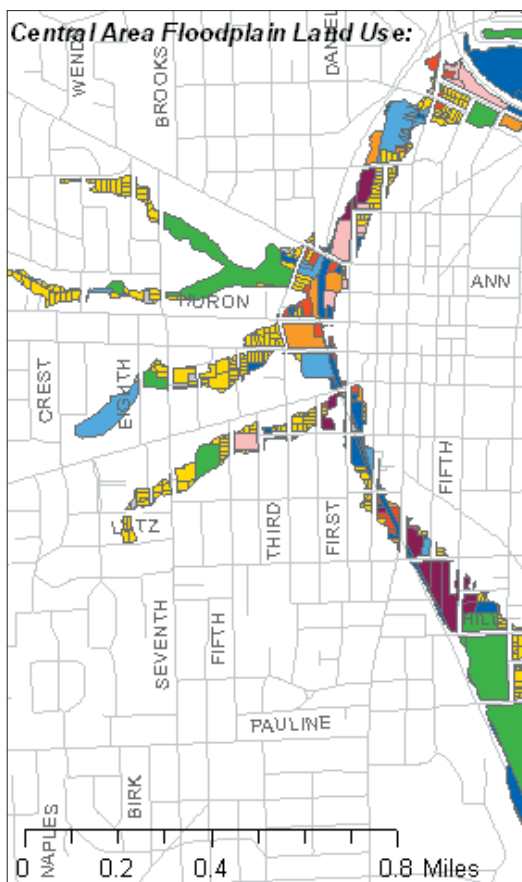 Central Area Floodplain Land Use:
WEND
BROOKS
DANIEL
ANN
HURON
CREST
EIGHTH
FIFTH
THIRD
FIRST
SEVENTH
FIFTH
HILL
PAULINE
BIRK
NAPLES
0 0.2 0.4 0.8 Miles